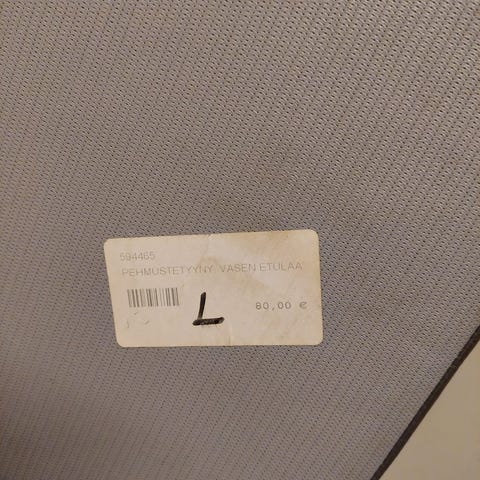 594465
PEHMUSTETYYNY VASEN ETULAA
L
80,00 €